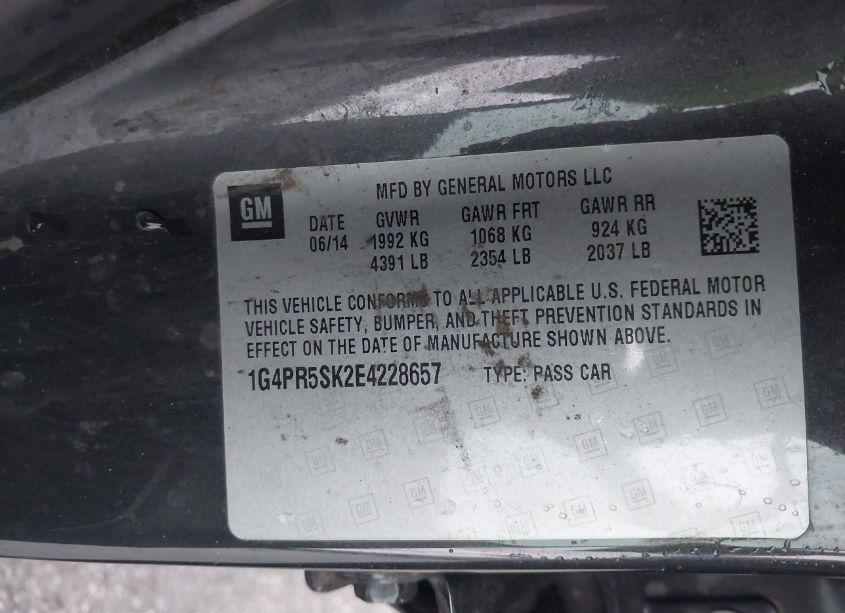 MFD BY GENERAL MOTORS LLC
GM
DATE GVWR GAWR FRT GAWR RR
06/14 1992 KG 1068 KG 924 KG
4391 LB 2354 LB 2037 LB
THIS VEHICLE CONFORMS TO ALL APPLICABLE U.S. FEDERAL MOTOR
VEHICLE SAFETY, BUMPER, AND THEFT PREVENTION STANDARDS IN
EFFECT ON THE DATE OF MANUFACTURE SHOWN ABOVE.
1G4PR5SK2E4228657 TYPE: PASS CAR